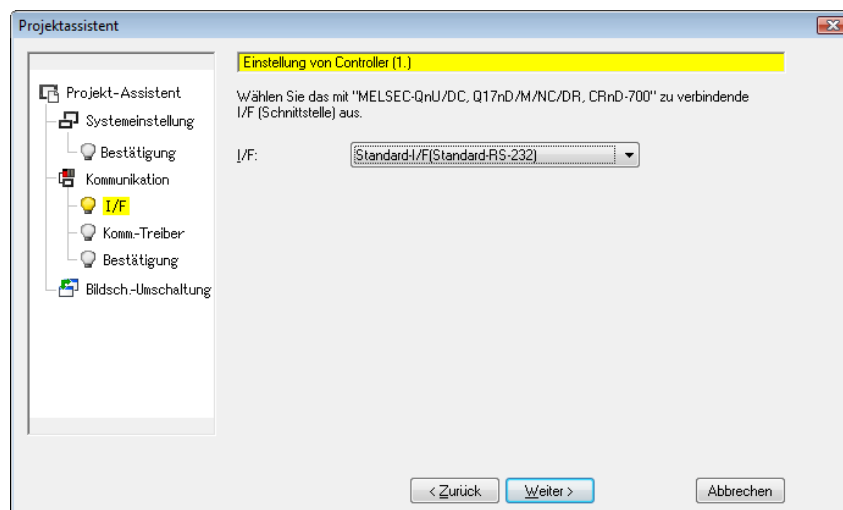 Projektassistent
Projekt-Assistent
Systemeinstellung
Bestätigung
Kommunikation
I/F
Komm.-Treiber
Bestätigung
Bildsch.-Umschaltung
Einstellung von Controller (1.)
Wählen Sie das mit "MELSEC-QnU/DC, Q17nD/M/NC/DR, CRnD-700" zu verbindende
I/F (Schnittstelle) aus.
I/F: Standard-I/F(Standard-RS-232)
< Zurück Weiter > Abbrechen